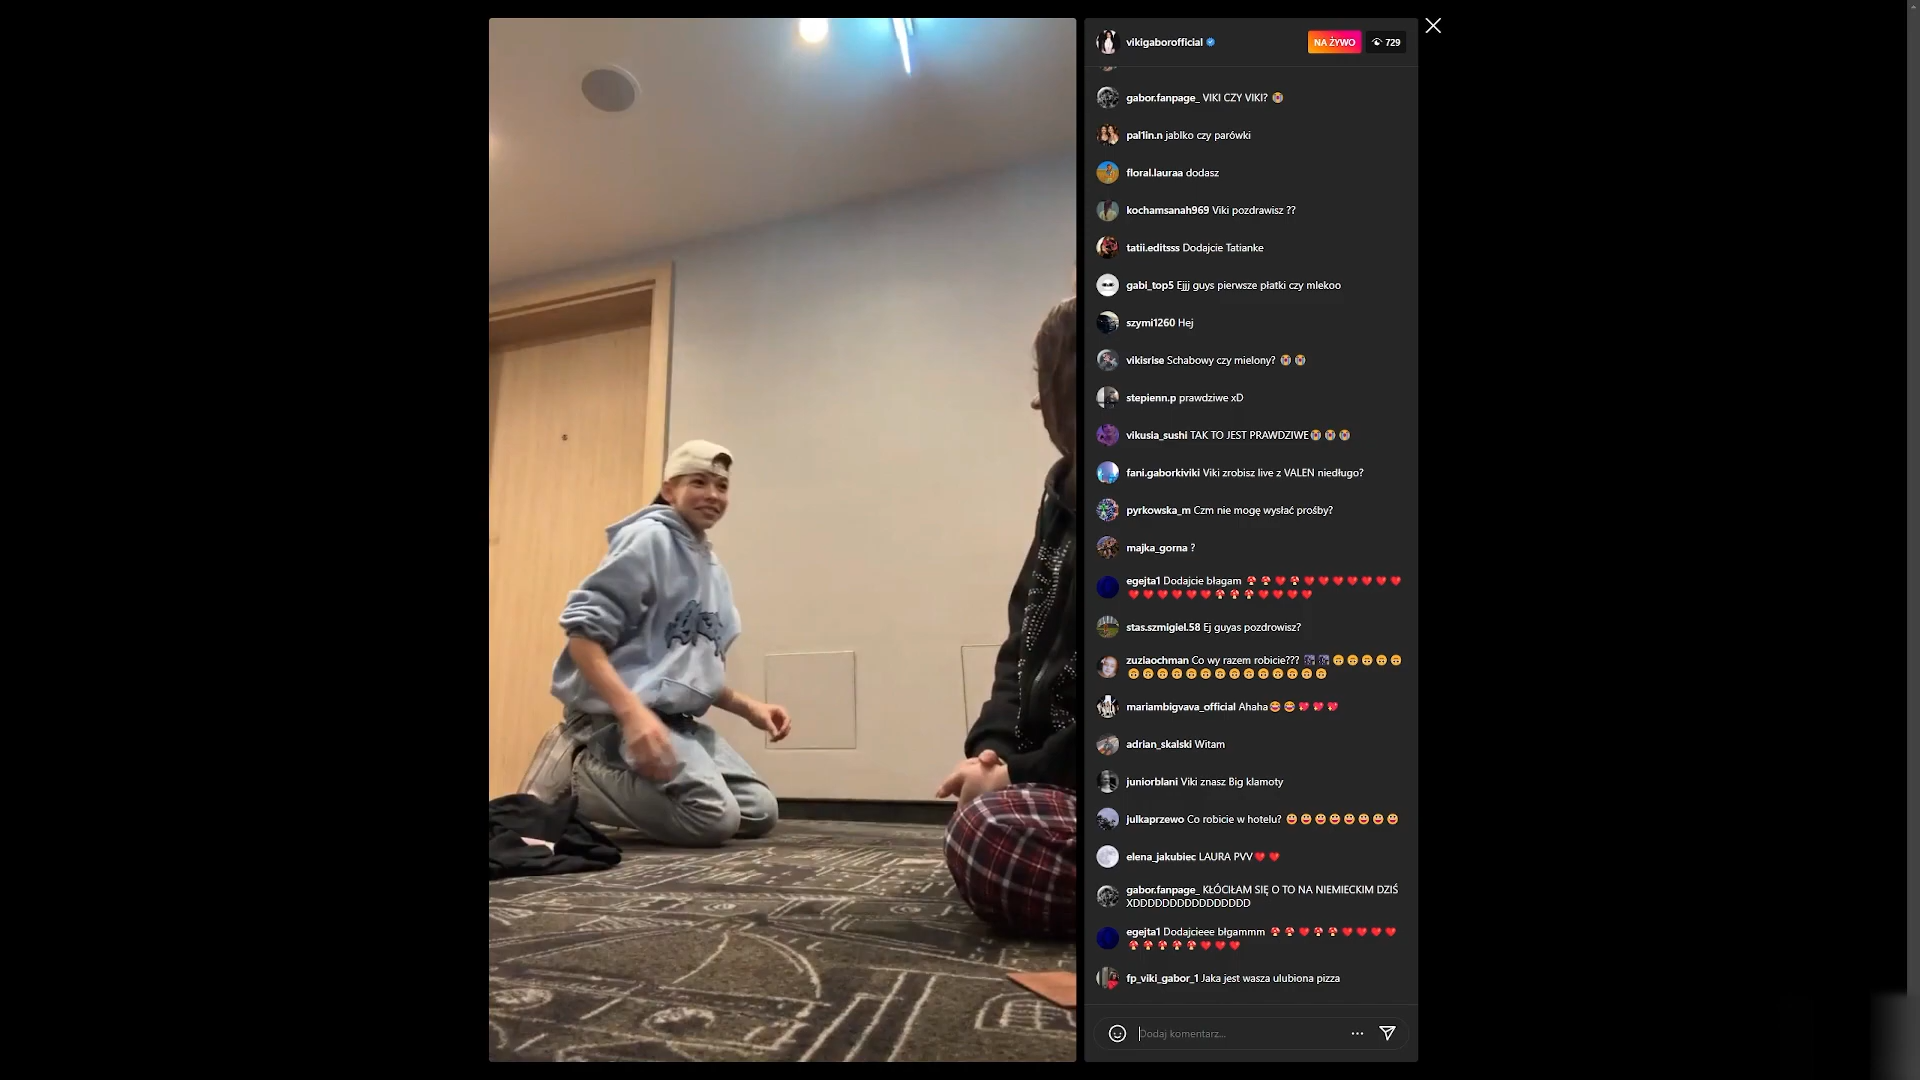 vikigaborofficial
NA ŻYWO
729
gabor.fanpage_ VIKI CZY VIKI? 😭
pal1in.n jablko czy parówki
floral.lauraa dodasz
kochamsanah969 Viki pozdrawisz ??
tatii.editsss Dodajcie Tatianke
gabi_top5 Ejjj guys pierwsze płatki czy mlekoo
szymi1260 Hej
vikisrise Schabowy czy mielony? 😭 😭
stepienn.p prawdziwe xD
vikusia_sushi TAK TO JEST PRAWDZIWE😭 😭 😭
fani.gaborkiviki Viki zrobisz live z VALEN niedługo?
pyrkowska_m Czm nie mogę wysłać prośby?
majka_gorna ?
egejta1 Dodajcie błagam 🍄 🍄 ❤️ 🍄 ❤️ ❤️ ❤️ ❤️ ❤️ ❤️ ❤️
❤️ ❤️ ❤️ ❤️ ❤️ ❤️ 🍄 🍄 🍄 ❤️ ❤️ ❤️ ❤️
stas.szmigiel.58 Ej guyas pozdrowisz?
zuziaochman Co wy razem robicie??? 🌃 🌃 🙃 🙃 🙃 🙃 🙃
🙃 🙃 🙃 🙃 🙃 🙃 🙃 🙃 🙃 🙃 🙃 🙃 🙃 🙃
mariambigvava_official Ahaha😂 😂 💖 💖 💖
adrian_skalski Witam
juniorblani Viki znasz Big klamoty
julkaprzewo Co robicie w hotelu? 😀 😀 😀 😀 😀 😀 😀 😀
elena_jakubiec LAURA PVV❤️ ❤️
gabor.fanpage_ KŁÓCIŁAM SIĘ O TO NA NIEMIECKIM DZIŚ
XDDDDDDDDDDDDDDDD
egejta1 Dodajcieee błgammm 🍄 🍄 ❤️ 🍄 🍄 ❤️ ❤️ ❤️ ❤️
🍄 🍄 🍄 🍄 🍄 ❤️ ❤️ ❤️
fp_viki_gabor_1 Jaka jest wasza ulubiona pizza
Dodaj komentarz...